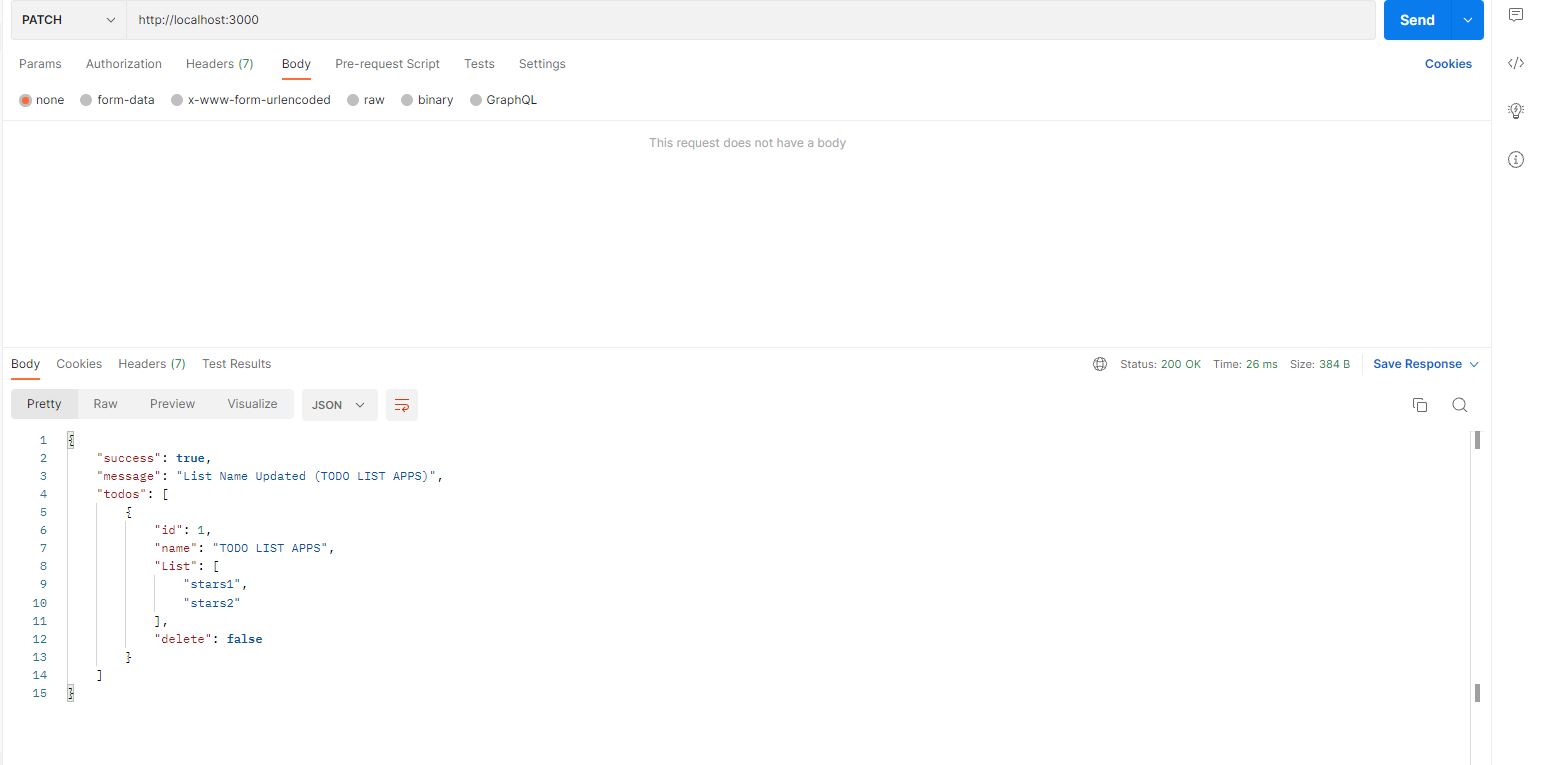 PATCH http://localhost:3000 Send
Params Authorization Headers (7) Body Pre-request Script Tests Settings Cookies
none form-data x-www-form-urlencoded raw binary GraphQL
This request does not have a body
Body Cookies Headers (7) Test Results Status: 200 OK Time: 26 ms Size: 384 B Save Response
Pretty Raw Preview Visualize JSON
1 {
2 "success": true,
3 "message": "List Name Updated (TODO LIST APPS)",
4 "todos": [
5 {
6 "id": 1,
7 "name": "TODO LIST APPS",
8 "List": [
9 "stars1",
10 "stars2"
11 ],
12 "delete": false
13 }
14 ]
15 }